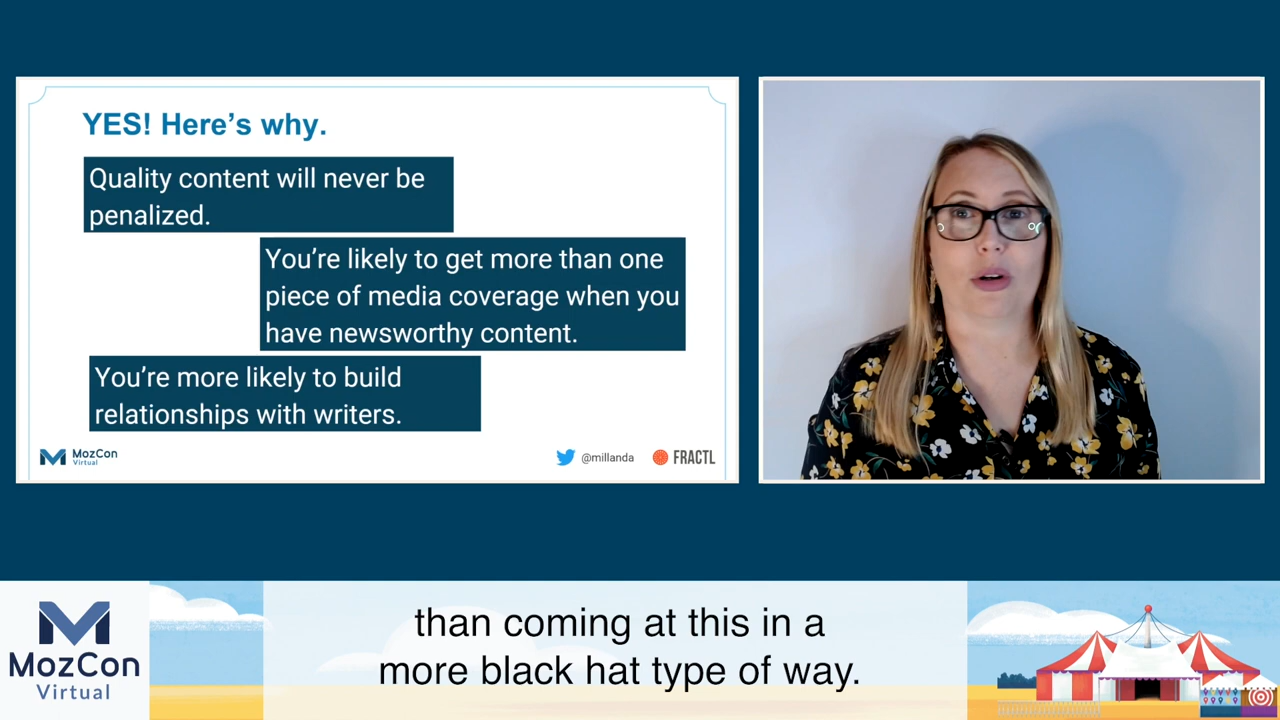 YES! Here’s why.
Quality content will never be
penalized.
You’re likely to get more than one
piece of media coverage when you
have newsworthy content.
You’re more likely to build
relationships with writers.
MozCon
Virtual
@millanda
FRACTL
than coming at this in a
more black hat type of way.
MozCon
Virtual